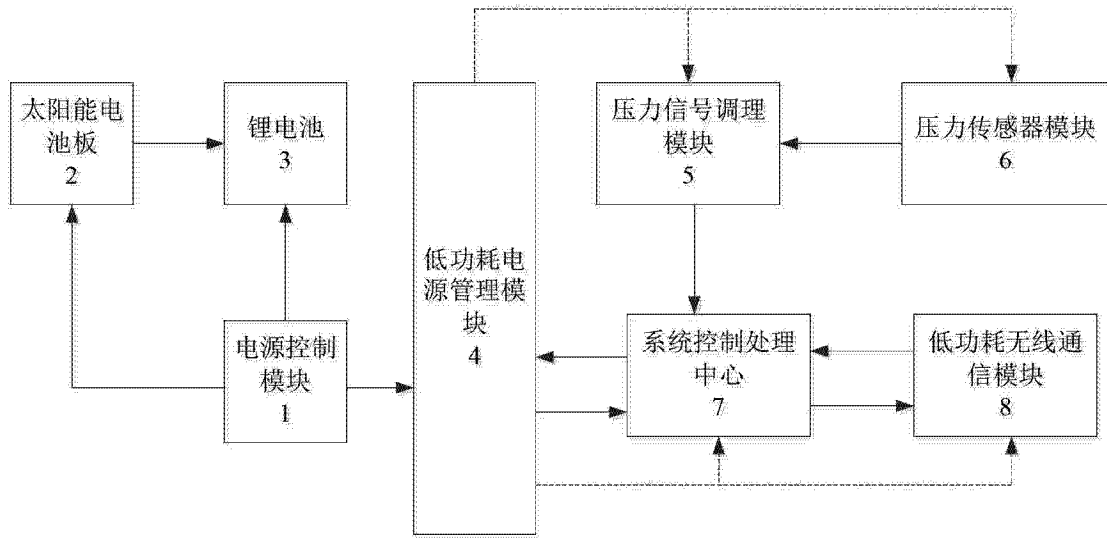 太阳能电
池板
2
锂电池
3
压力信号调理
模块
5
压力传感器模块
6
低功耗电
源管理模
块
4
电源控制
模块
1
系统控制处理
中心
7
低功耗无线通
信模块
8